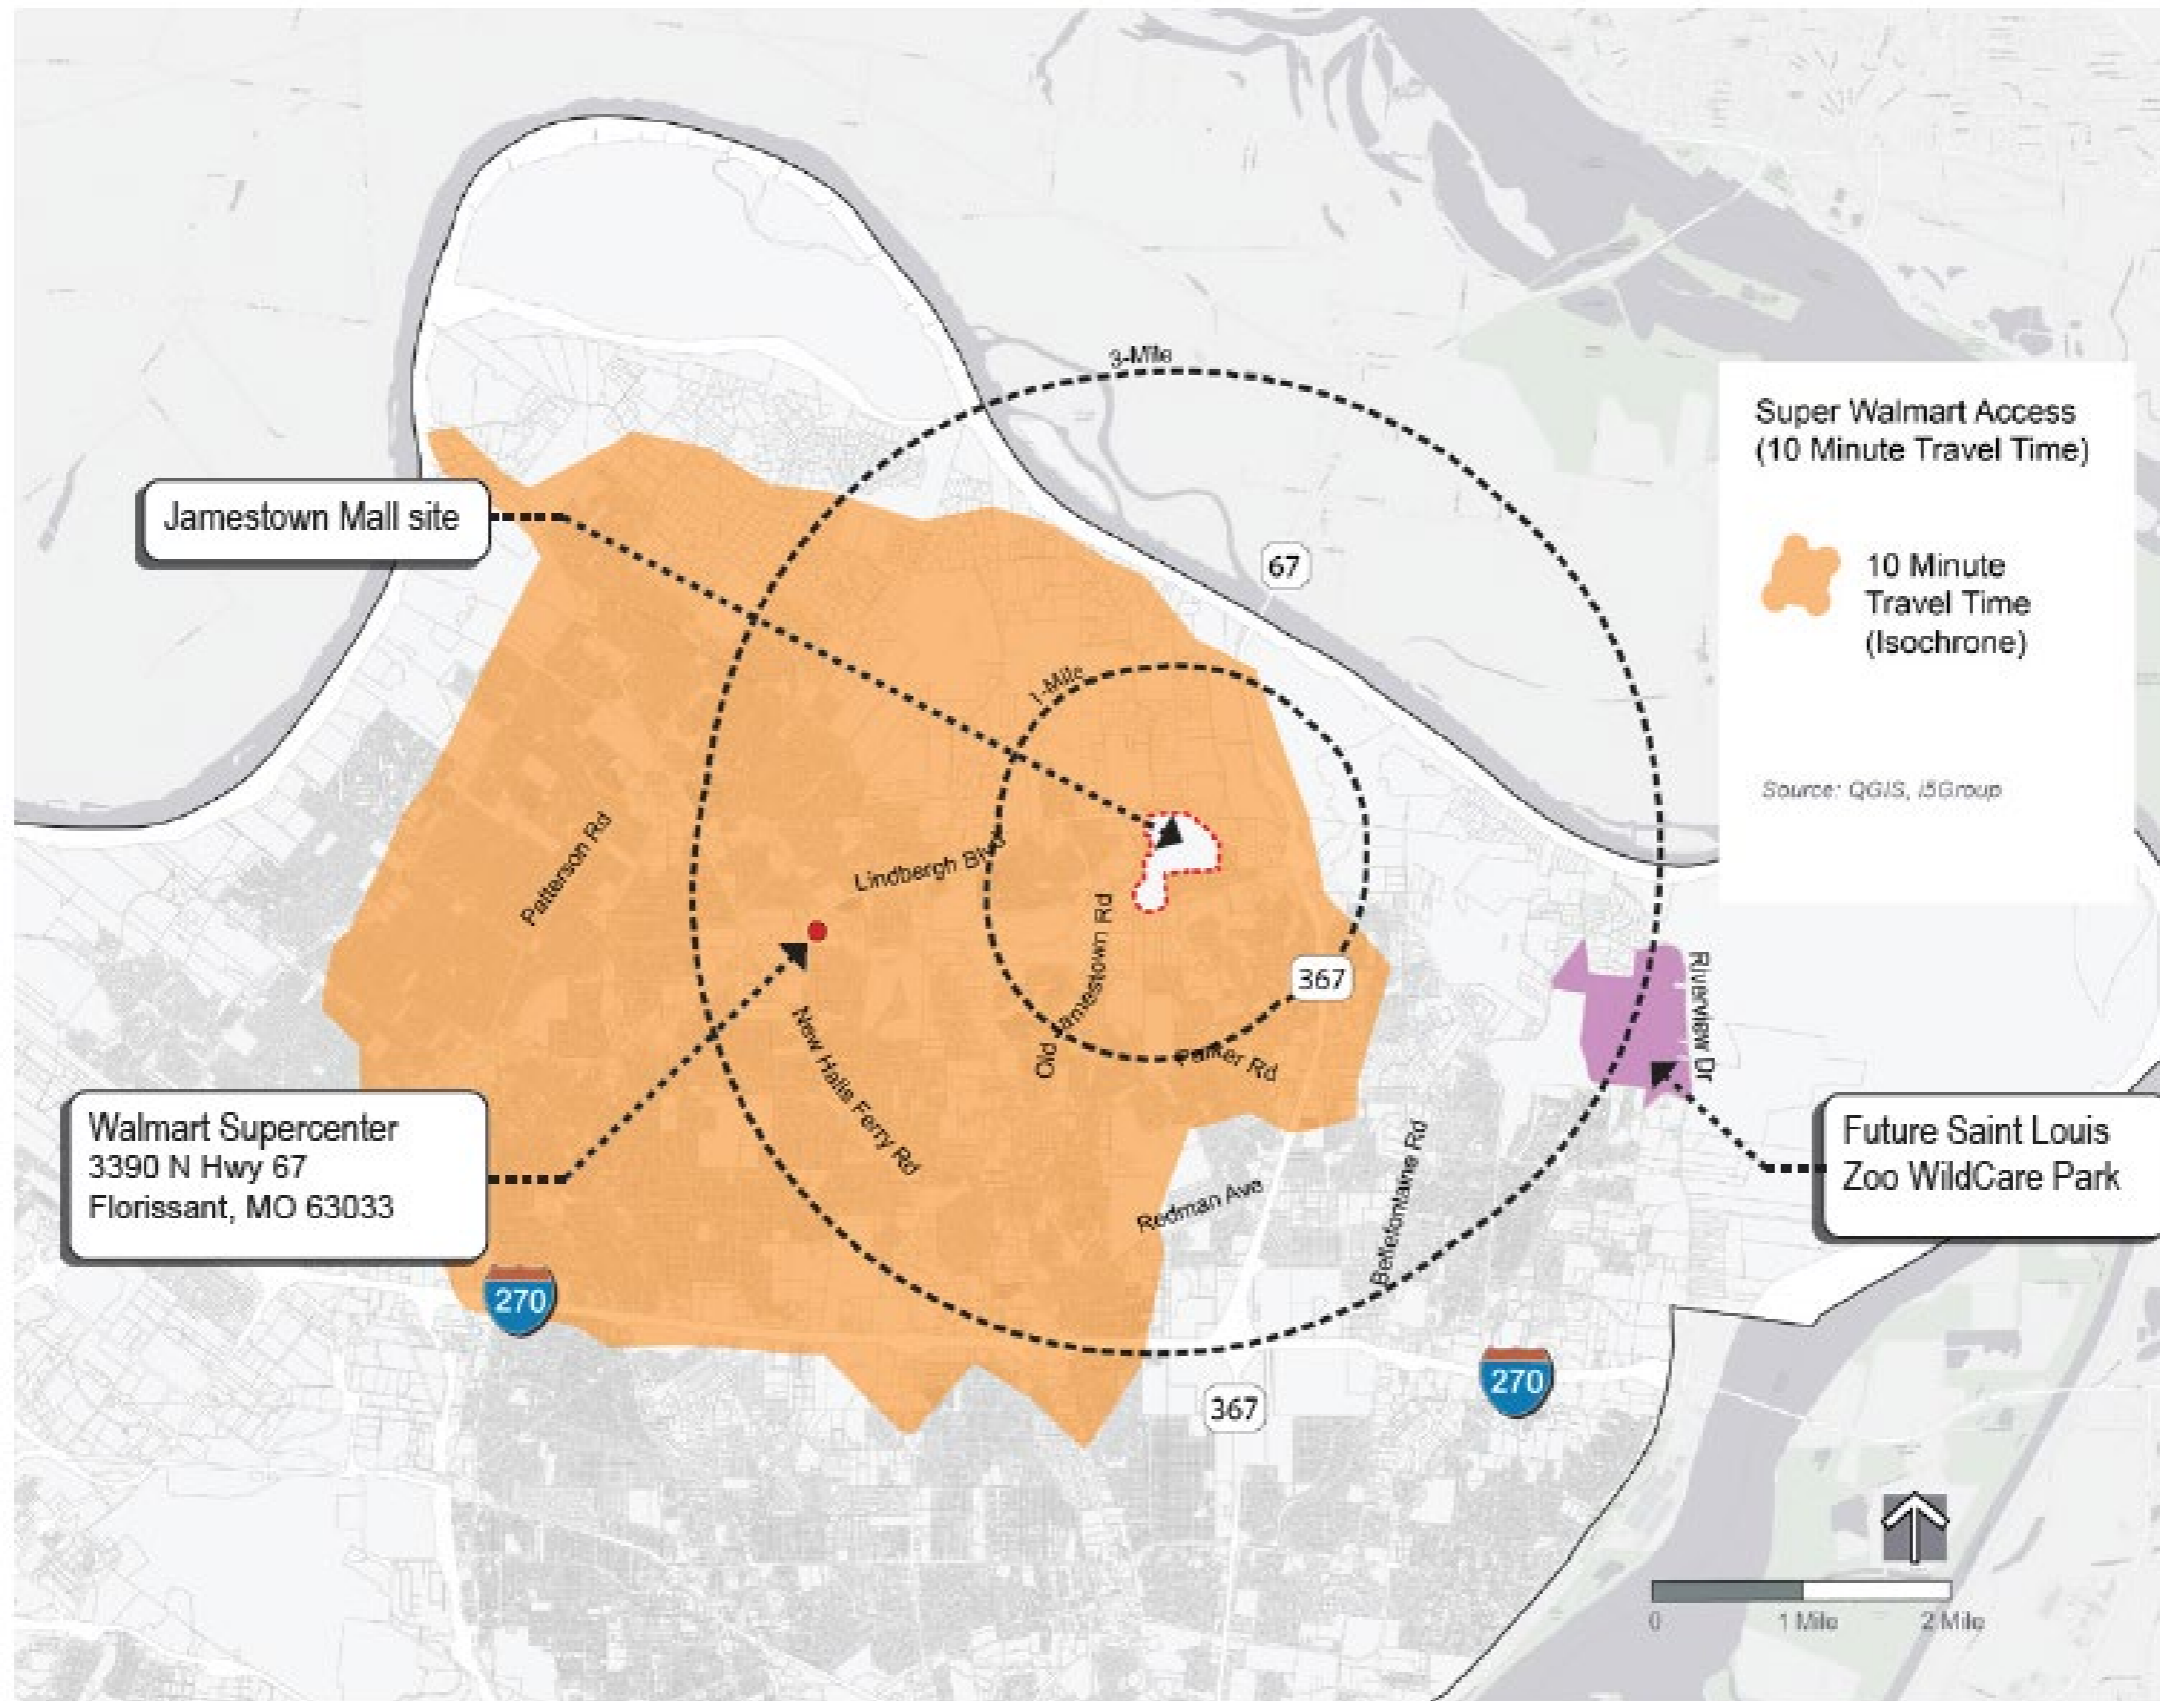 3-Mile
Super Walmart Access
(10 Minute Travel Time)
Jamestown Mall site
67
10 Minute
Travel Time
(Isochrone)
1-Mile
Source: QGIS, i5Group
Patterson Rd
Lindbergh Blvd
Old Jamestown Rd
367
Riverview Dr
New Halls Ferry Rd
Parker Rd
Walmart Supercenter
3390 N Hwy 67
Florissant, MO 63033
Future Saint Louis
Zoo WildCare Park
Redman Ave
Bellefontaine Rd
270
270
367
0 1 Mile 2 Mile